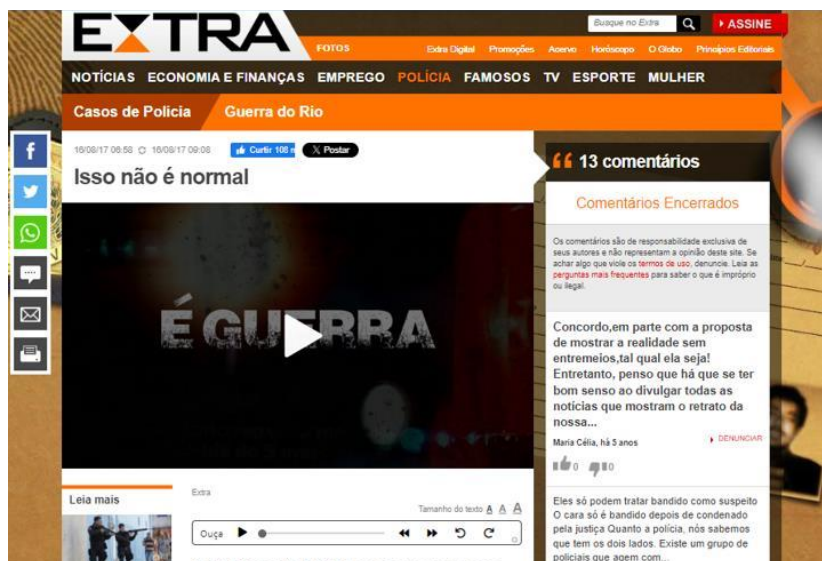 EXTRA
Busque no Extra
ASSINE
FOTOS
Extra Digital Promoções Acervo Horóscopo O Globo Princípios Editoriais
NOTÍCIAS ECONOMIA E FINANÇAS EMPREGO POLÍCIA FAMOSOS TV ESPORTE MULHER
Casos de Polícia Guerra do Rio
16/08/17 06:58 16/08/17 09:08 Curtir 108 m Postar
Isso não é normal
É GUERRA
Leia mais
Extra
Tamanho do texto A A A
Ouça
13 comentários
Comentários Encerrados
Os comentários são de responsabilidade exclusiva de
seus autores e não representam a opinião deste site. Se
achar algo que viole os termos de uso, denuncie. Leia as
perguntas mais frequentes para saber o que é impróprio
ou ilegal.
Concordo,em parte com a proposta
de mostrar a realidade sem
entremeios,tal qual ela seja!
Entretanto, penso que há que se ter
bom senso ao divulgar todas as
notícias que mostram o retrato da
nossa...
Maria Célia, há 5 anos
DENUNCIAR
0 0
Eles só podem tratar bandido como suspeito
O cara só é bandido depois de condenado
pela justiça Quanto a polícia, nós sabemos
que tem os dois lados. Existe um grupo de
policiais que agem com...